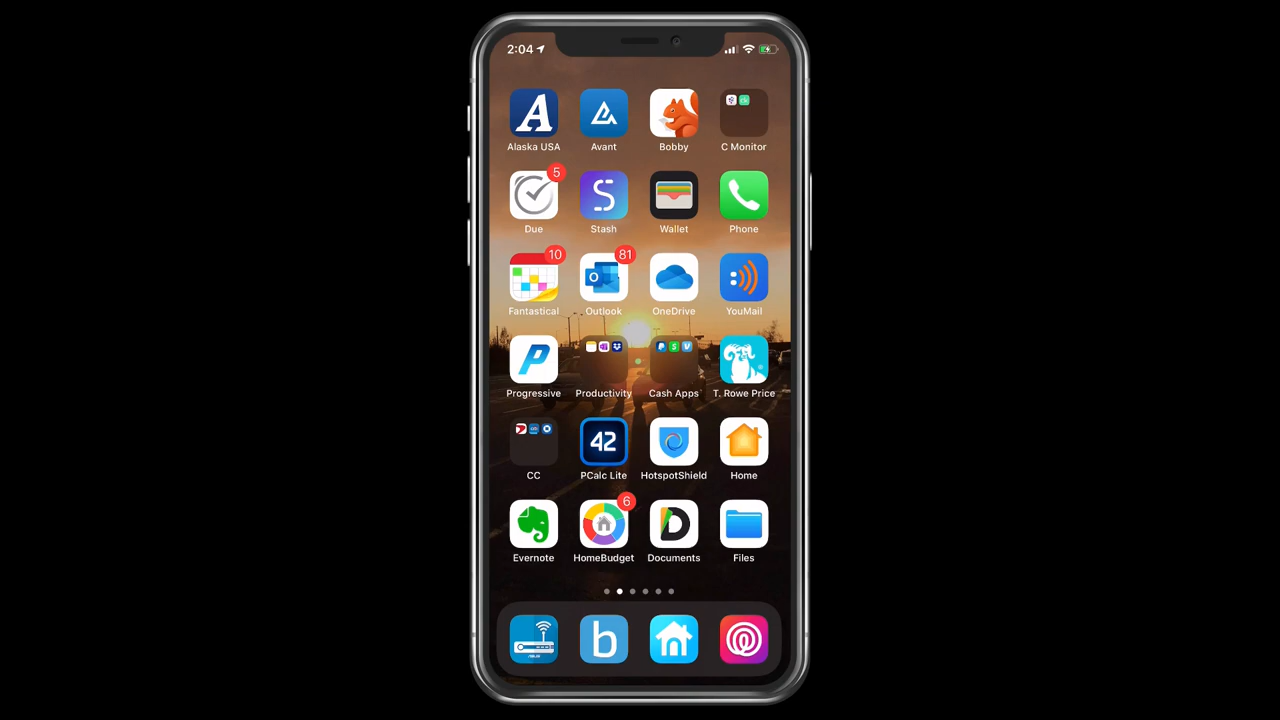 2:04
A
Alaska USA Avant Bobby C Monitor
5
S
Due Stash Wallet Phone
10 81
Fantastical Outlook OneDrive YouMail
P
Progressive Productivity Cash Apps T. Rowe Price
42
CC PCalc Lite HotspotShield Home
6
D
Evernote HomeBudget Documents Files
b